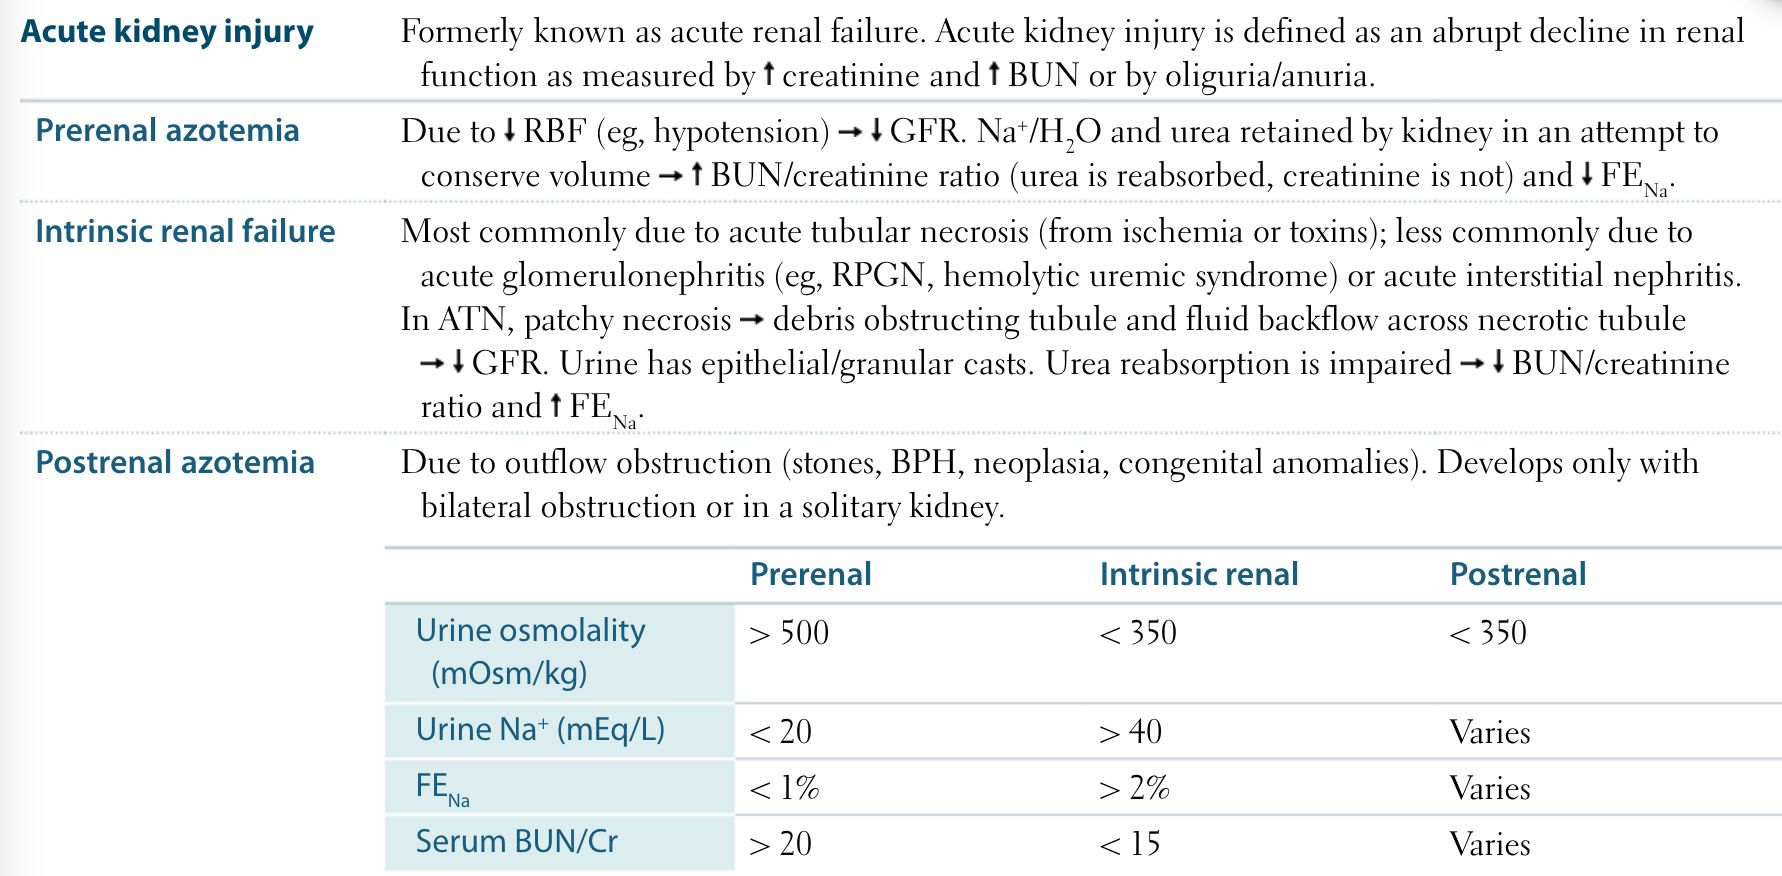 Acute kidney injury
Formerly known as acute renal failure. Acute kidney injury is defined as an abrupt decline in renal
function as measured by ↑ creatinine and ↑ BUN or by oliguria/anuria.
Prerenal azotemia
Due to ↓ RBF (eg, hypotension) → ↓ GFR. Na⁺/H₂O and urea retained by kidney in an attempt to
conserve volume → ↑ BUN/creatinine ratio (urea is reabsorbed, creatinine is not) and ↓ FE_Na.
Intrinsic renal failure
Most commonly due to acute tubular necrosis (from ischemia or toxins); less commonly due to
acute glomerulonephritis (eg, RPGN, hemolytic uremic syndrome) or acute interstitial nephritis.
In ATN, patchy necrosis → debris obstructing tubule and fluid backflow across necrotic tubule
→ ↓ GFR. Urine has epithelial/granular casts. Urea reabsorption is impaired → ↓ BUN/creatinine
ratio and ↑ FE_Na.
Postrenal azotemia
Due to outflow obstruction (stones, BPH, neoplasia, congenital anomalies). Develops only with
bilateral obstruction or in a solitary kidney.
Prerenal Intrinsic renal Postrenal
Urine osmolality > 500 < 350 < 350
(mOsm/kg)
Urine Na⁺ (mEq/L) < 20 > 40 Varies
FE_Na < 1% > 2% Varies
Serum BUN/Cr > 20 < 15 Varies